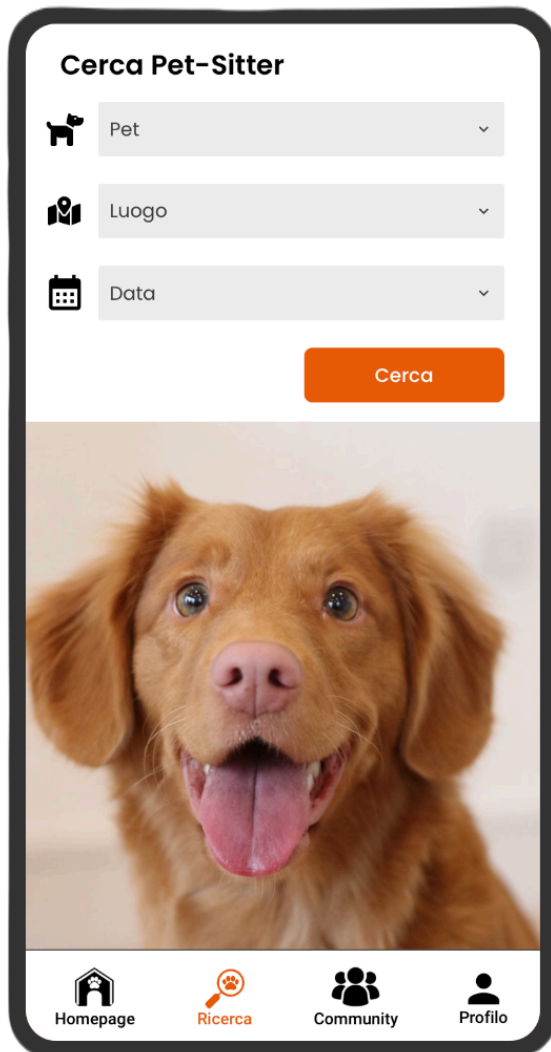 Cerca Pet-Sitter
Pet
Luogo
Data
Cerca
Homepage
Ricerca
Community
Profilo